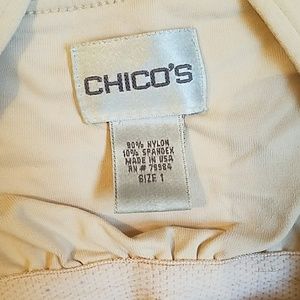 CHICO'S
90% NYLON
10% SPANDEX
MADE IN USA
RN # 79984
SIZE 1